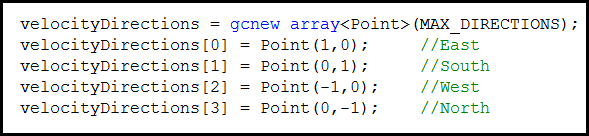 velocityDirections = gcnew array<Point>(MAX_DIRECTIONS);
velocityDirections[0] = Point(1,0);     //East
velocityDirections[1] = Point(0,1);     //South
velocityDirections[2] = Point(-1,0);    //West
velocityDirections[3] = Point(0,-1);    //North